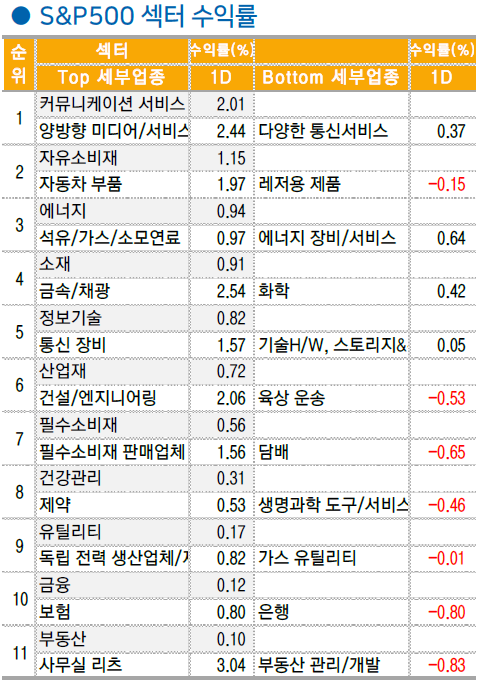 ● S&P500 섹터 수익률
순위 섹터 수익률(%) 수익률(%)
Top 세부업종 1D Bottom 세부업종 1D
1 커뮤니케이션 서비스 2.01
양방향 미디어/서비스 2.44 다양한 통신서비스 0.37
2 자유소비재 1.15
자동차 부품 1.97 레저용 제품 -0.15
3 에너지 0.94
석유/가스/소모연료 0.97 에너지 장비/서비스 0.64
4 소재 0.91
금속/채광 2.54 화학 0.42
5 정보기술 0.82
통신 장비 1.57 기술H/W, 스토리지& 0.05
6 산업재 0.72
건설/엔지니어링 2.06 육상 운송 -0.53
7 필수소비재 0.56
필수소비재 판매업체 1.56 담배 -0.65
8 건강관리 0.31
제약 0.53 생명과학 도구/서비스 -0.46
9 유틸리티 0.17
독립 전력 생산업체/ 0.82 가스 유틸리티 -0.01
10 금융 0.12
보험 0.80 은행 -0.80
11 부동산 0.10
사무실 리츠 3.04 부동산 관리/개발 -0.83